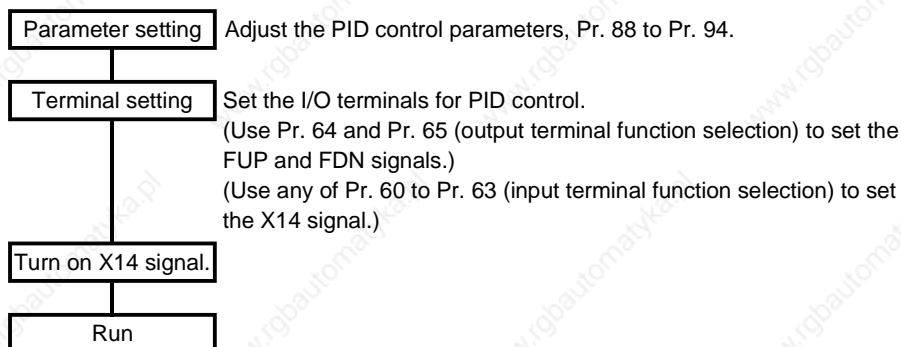 Parameter setting Adjust the PID control parameters, Pr. 88 to Pr. 94.
Terminal setting Set the I/O terminals for PID control.
(Use Pr. 64 and Pr. 65 (output terminal function selection) to set the
FUP and FDN signals.)
(Use any of Pr. 60 to Pr. 63 (input terminal function selection) to set
the X14 signal.)
Turn on X14 signal.
Run
www.rgbautomatyka.pl